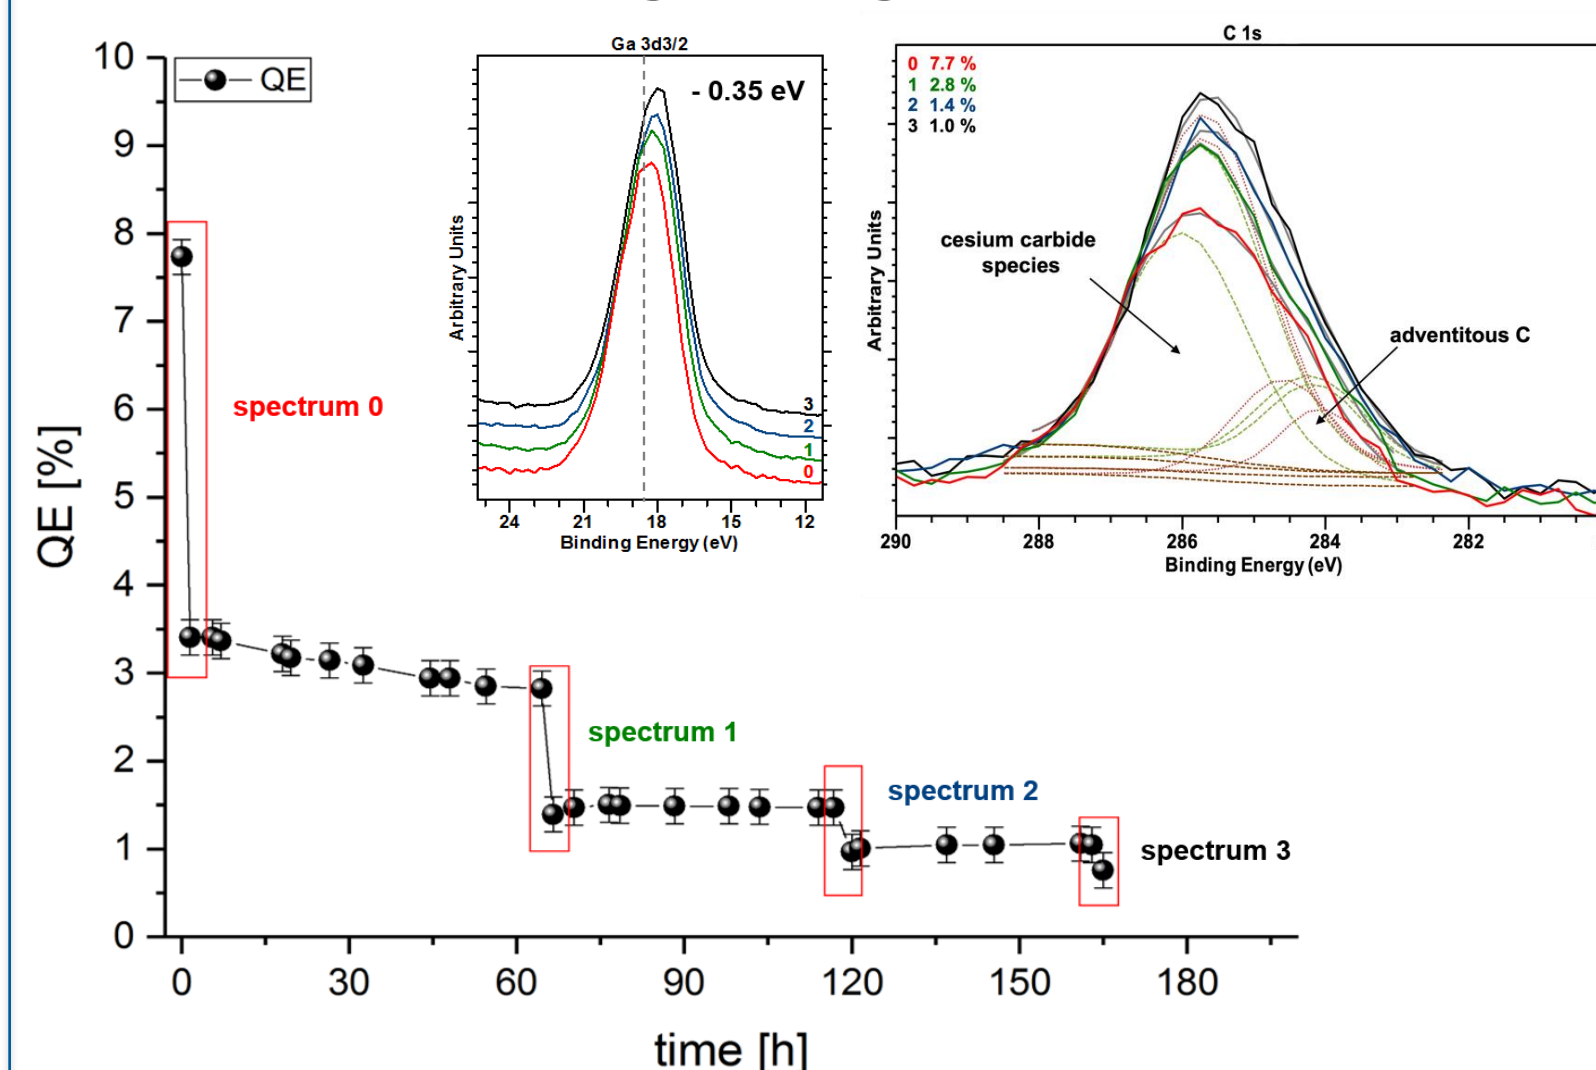 10
9
8
7
6
5
4
3
2
1
0
QE [%]
QE
spectrum 0
spectrum 1
spectrum 2
spectrum 3
0 30 60 90 120 150 180
time [h]
Ga 3d3/2
- 0.35 eV
Arbitrary Units
3
2
1
0
24 21 18 15 12
Binding Energy (eV)
C 1s
0 7.7 %
1 2.8 %
2 1.4 %
3 1.0 %
Arbitrary Units
cesium carbide
species
adventitous C
290 288 286 284 282
Binding Energy (eV)